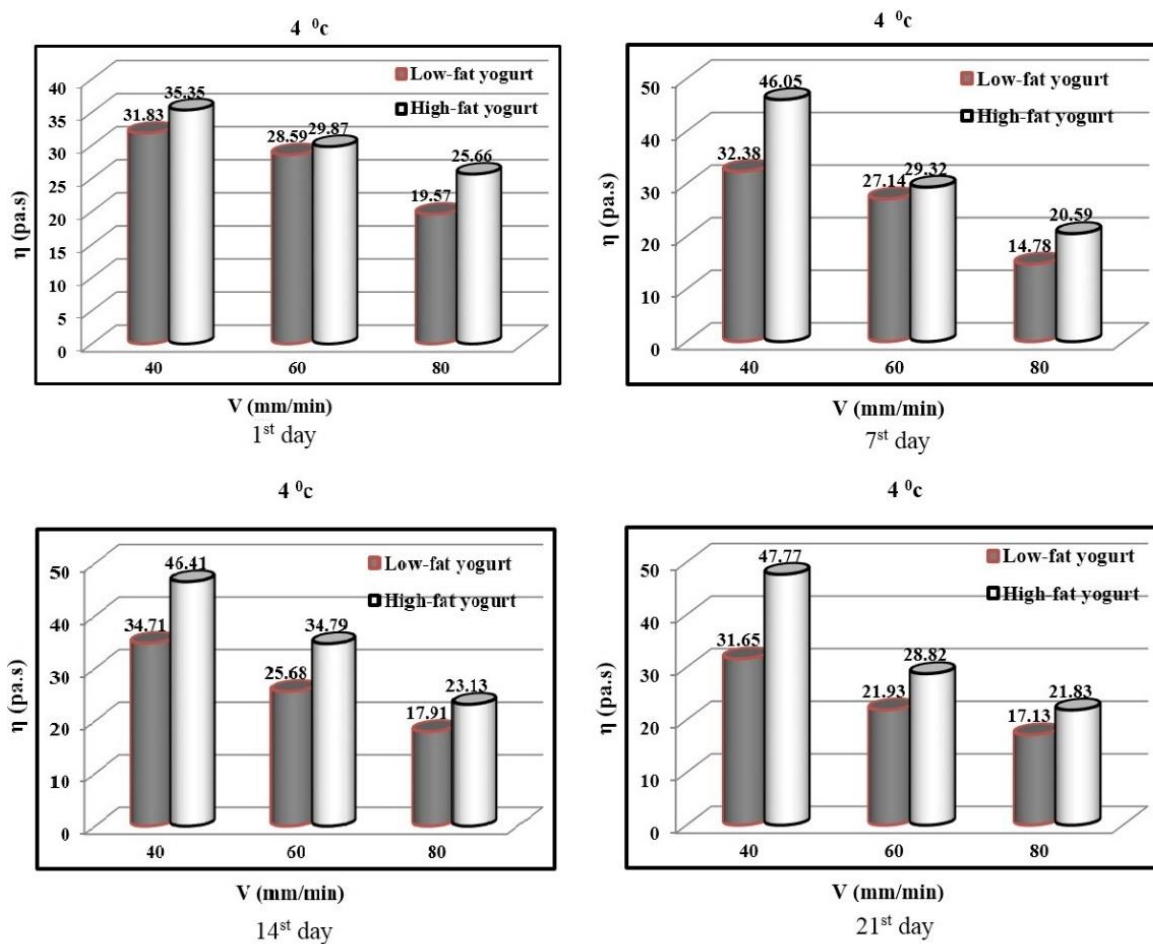 4 ⁰c
Low-fat yogurt
High-fat yogurt
η (pa.s)
40
35
30
25
20
15
10
5
0
31.83
35.35
28.59
29.87
19.57
25.66
40 60 80
V (mm/min)
1st day
4 ⁰c
Low-fat yogurt
High-fat yogurt
η (pa.s)
50
40
30
20
10
0
32.38
46.05
27.14
29.32
14.78
20.59
40 60 80
V (mm/min)
7st day
4 ⁰c
Low-fat yogurt
High-fat yogurt
η (pa.s)
50
40
30
20
10
0
34.71
46.41
25.68
34.79
17.91
23.13
40 60 80
V (mm/min)
14st day
4 ⁰c
Low-fat yogurt
High-fat yogurt
η (pa.s)
50
40
30
20
10
0
31.65
47.77
21.93
28.82
17.13
21.83
40 60 80
V (mm/min)
21st day